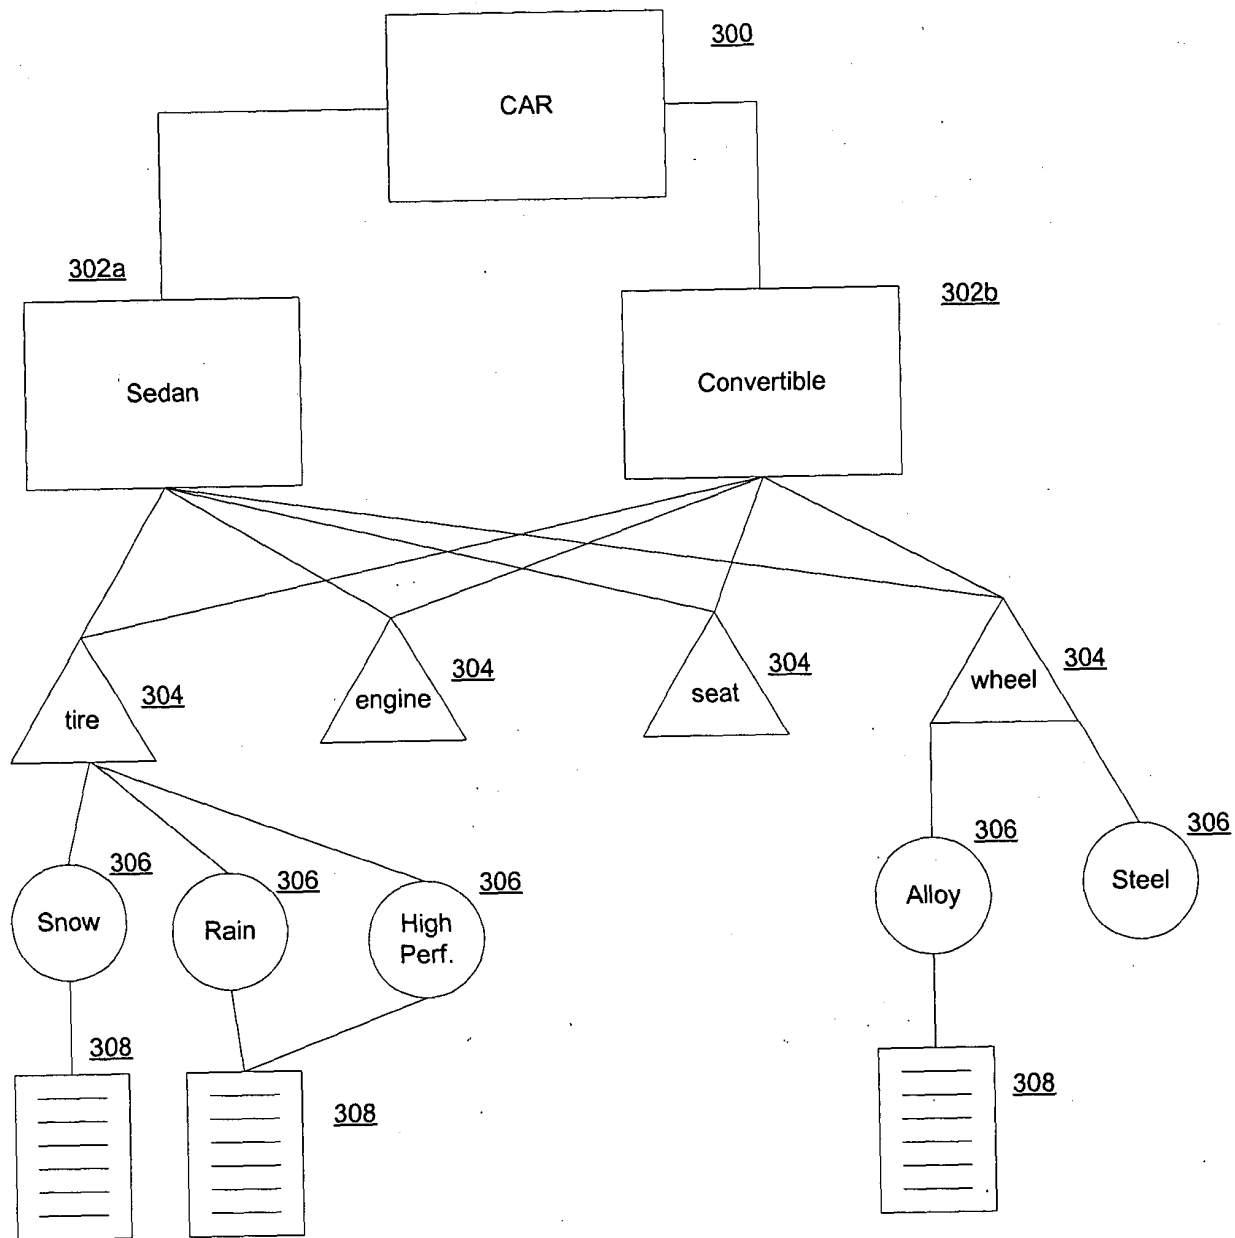 300
CAR
302a
302b
Sedan
Convertible
304
304
304
304
tire
engine
seat
wheel
306
306
306
306
306
Snow
Rain
High
Perf.
Alloy
Steel
308
308
308